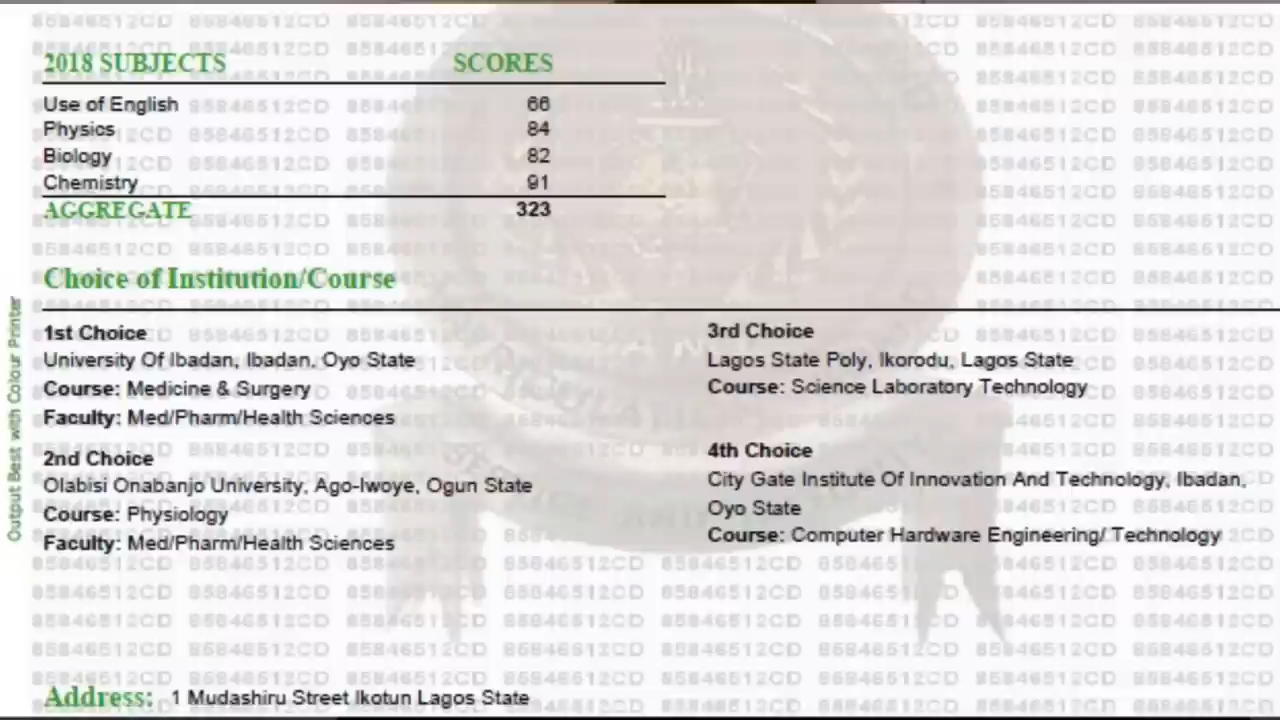 2018 SUBJECTS SCORES
Use of English 66
Physics 84
Biology 82
Chemistry 91
AGGREGATE 323
Choice of Institution/Course
1st Choice
University Of Ibadan, Ibadan, Oyo State
Course: Medicine & Surgery
Faculty: Med/Pharm/Health Sciences
2nd Choice
Olabisi Onabanjo University, Ago-Iwoye, Ogun State
Course: Physiology
Faculty: Med/Pharm/Health Sciences
3rd Choice
Lagos State Poly, Ikorodu, Lagos State
Course: Science Laboratory Technology
4th Choice
City Gate Institute Of Innovation And Technology, Ibadan,
Oyo State
Course: Computer Hardware Engineering/ Technology
Address: 1 Mudashiru Street Ikotun Lagos State
Output Best with Colour Printer